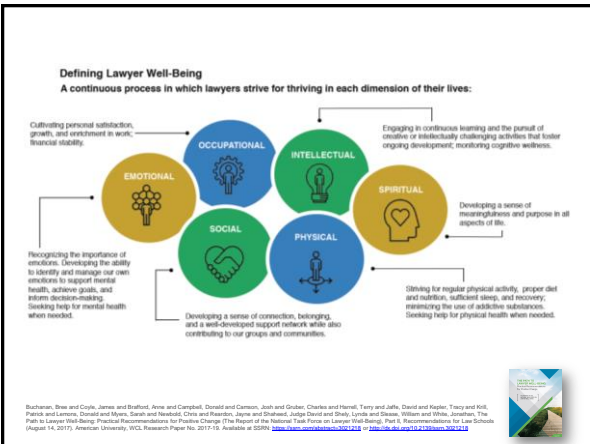 Defining Lawyer Well-Being
A continuous process in which lawyers strive for thriving in each dimension of their lives:
Cultivating personal satisfaction,
growth, and enrichment in work;
financial stability.
OCCUPATIONAL
INTELLECTUAL
Engaging in continuous learning and the pursuit of
creative or intellectually challenging activities that foster
ongoing development; monitoring cognitive wellness.
EMOTIONAL
SPIRITUAL
Developing a sense of
meaningfulness and purpose in all
aspects of life.
SOCIAL
PHYSICAL
Recognizing the importance of
emotions. Developing the ability
to identify and manage our own
emotions to support mental
health, achieve goals, and
inform decision-making.
Seeking help for mental health
when needed.
Developing a sense of connection, belonging,
and a well-developed support network while also
contributing to our groups and communities.
Striving for regular physical activity, proper diet
and nutrition, sufficient sleep, and recovery;
minimizing the use of addictive substances.
Seeking help for physical health when needed.
Buchanan, Bree and Coyle, James and Brafford, Anne and Campbell, Donald and Camson, Josh and Gruber, Charles and Harrell, Terry and Jaffe, David and Kepler, Tracy and Krill,
Patrick and Lemons, Donald and Myers, Sarah and Newbold, Chris and Reardon, Jayne and Shaheed, Judge David and Shely, Lynda and Slease, William and White, Jonathan, The
Path to Lawyer Well-Being: Practical Recommendations for Positive Change (The Report of the National Task Force on Lawyer Well-Being), Part II, Recommendations for Law Schools
(August 14, 2017). American University, WCL Research Paper No. 2017-19. Available at SSRN: https://ssrn.com/abstract=3021218 or http://dx.doi.org/10.2139/ssrn.3021218